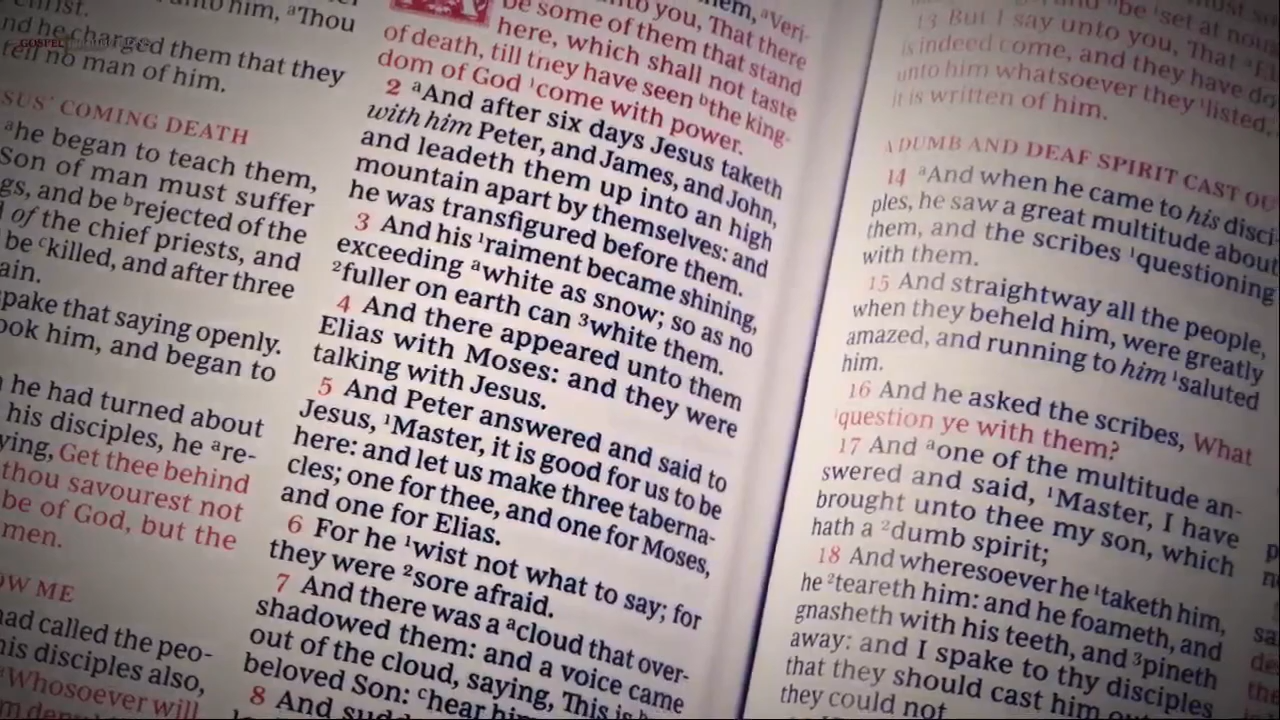 GOSPEL
unto him, ᵃThou
and he charged them that they
tell no man of him.
COMING DEATH
ᵃhe began to teach them,
Son of man must suffer
and be ᵇrejected of the
of the chief priests, and
be ᶜkilled, and after three
that saying openly.
him, and began to
he had turned about
his disciples, he ᵃre-
Get thee behind
thou savourest not
be of God, but the
men.
ME
called the peo-
his disciples also,
ᵃWhosoever will
unto you, That there
be some of them that stand
here, which shall not taste
of death, till they have seen ᵇthe king-
dom of God ¹come with power.
2 ᵃAnd after six days Jesus taketh
with him Peter, and James, and John,
and leadeth them up into an high
mountain apart by themselves: and
he was transfigured before them.
3 And his ¹raiment became shining,
exceeding ᵃwhite as snow; so as no
²fuller on earth can ³white them.
4 And there appeared unto them
Elias with Moses: and they were
talking with Jesus.
5 And Peter answered and said to
Jesus, ¹Master, it is good for us to be
here: and let us make three taberna-
cles; one for thee, and one for Moses,
and one for Elias.
6 For he ¹wist not what to say; for
they were ²sore afraid.
7 And there was a ᵃcloud that over-
shadowed them: and a voice came
out of the cloud, saying, This is
beloved Son: ᶜhear
8 And
13 But I say unto you, That
is indeed come, and they have
unto him whatsoever they ¹listed,
it is written of him.
A DUMB AND DEAF SPIRIT CAST
14 ᵃAnd when he came to his disci-
ples, he saw a great multitude about
them, and the scribes ¹questioning
with them.
15 And straightway all the people,
when they beheld him, were greatly
amazed, and running to him ¹saluted
him.
16 And he asked the scribes, What
¹question ye with them?
17 And ᵃone of the multitude an-
swered and said, ¹Master, I have
brought unto thee my son, which
hath a ²dumb spirit;
18 And wheresoever he ¹taketh him,
he ²teareth him: and he foameth, and
gnasheth with his teeth, and ³pineth
away: and I spake to thy disciples
that they should cast him
they could not